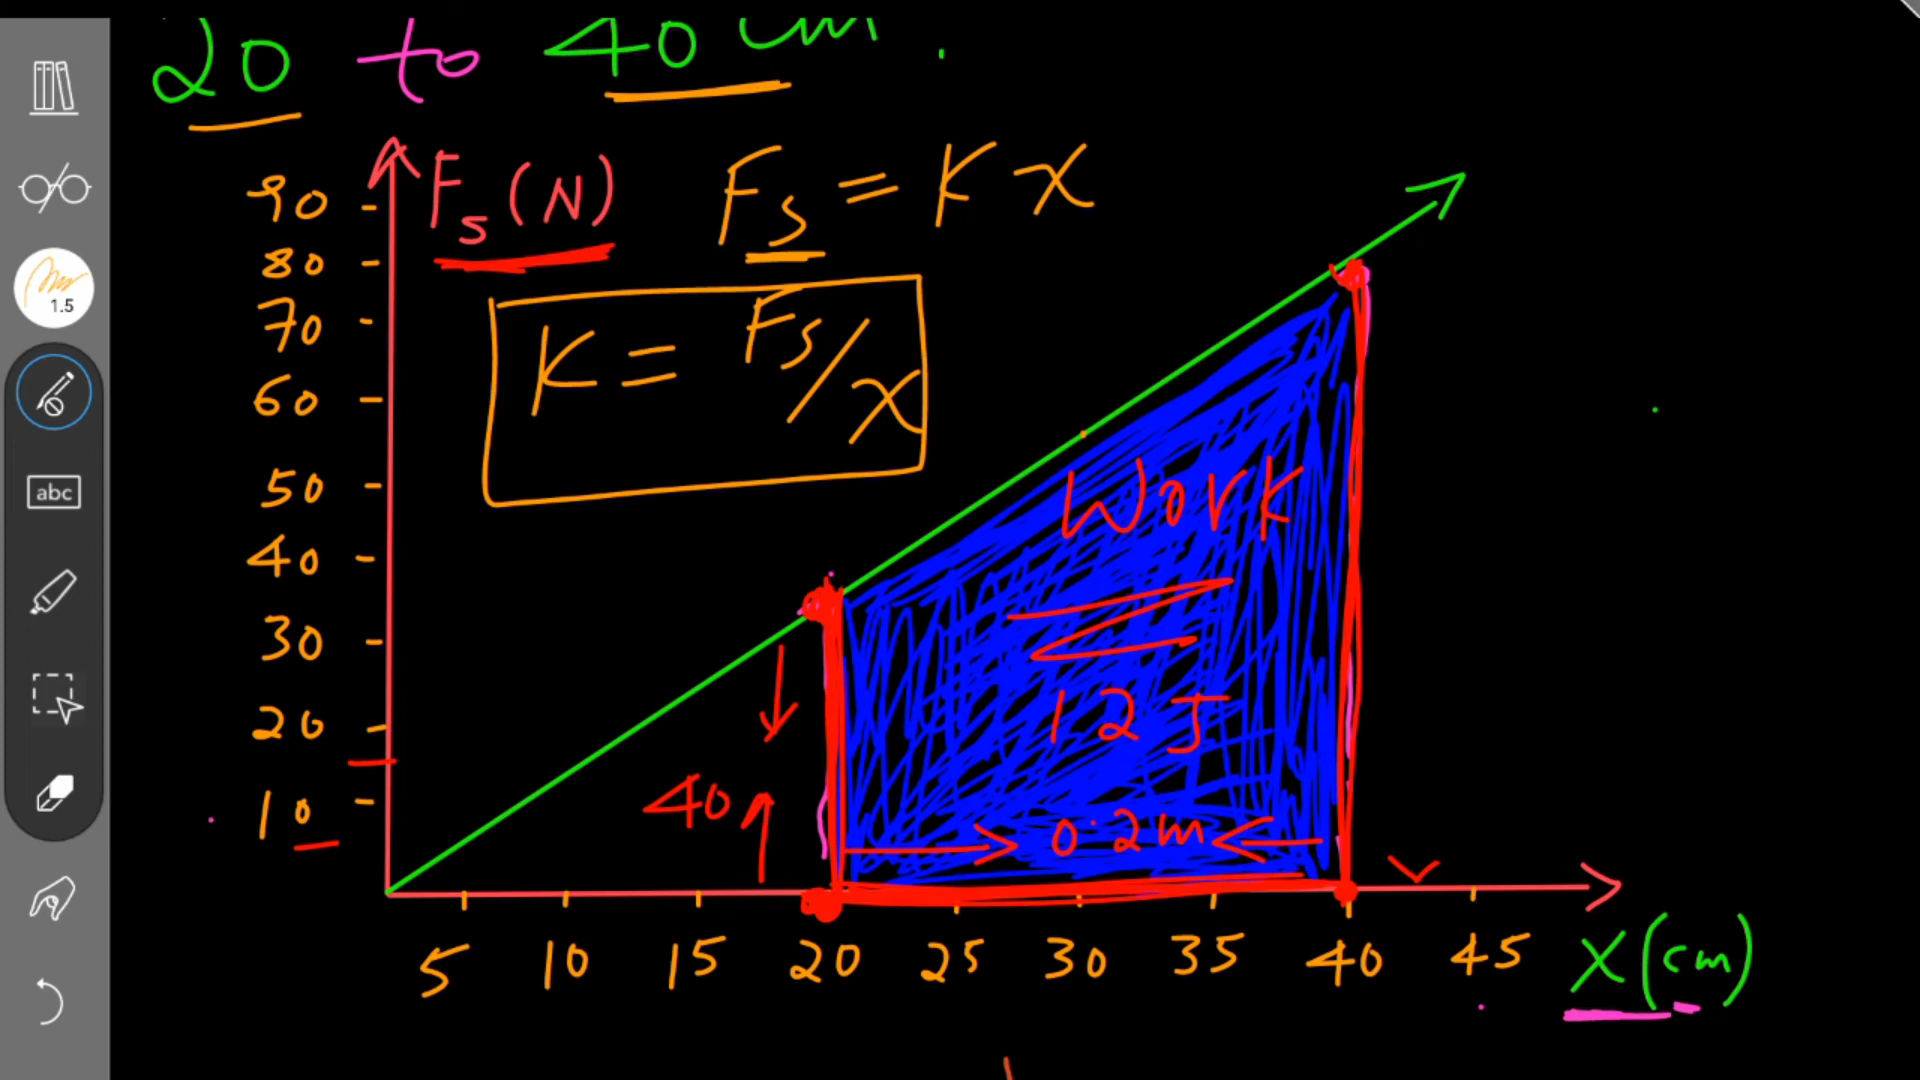 20 to 40 cm.
Fs (N)
Fs = K x
K = Fs/x
90
80
70
60
50
40
30
20
10
Work
12 J
40
0.2m
5 10 15 20 25 30 35 40 45 X (cm)
1.5
abc